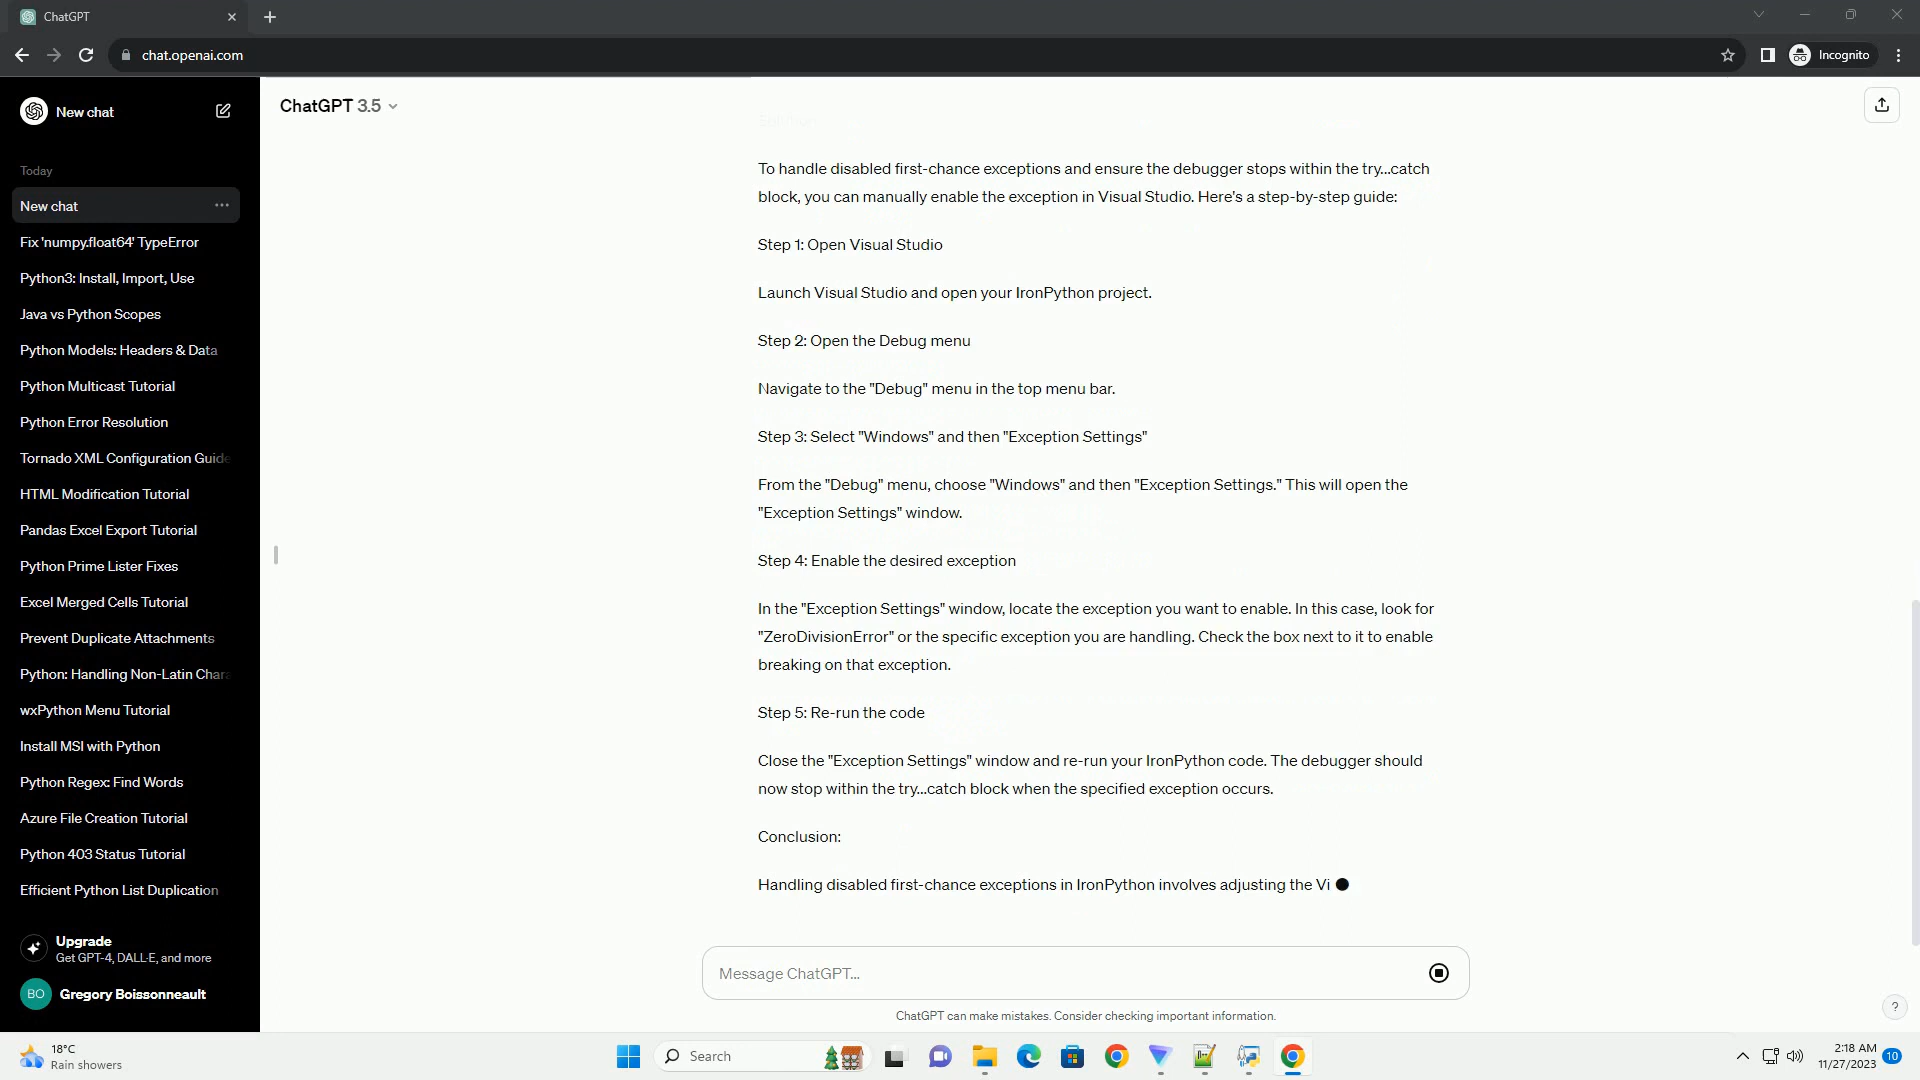 ChatGPT
chat.openai.com
Incognito
New chat
Today
New chat
Fix 'numpy.float64' TypeError
Python3: Install, Import, Use
Java vs Python Scopes
Python Models: Headers & Data
Python Multicast Tutorial
Python Error Resolution
Tornado XML Configuration Guide
HTML Modification Tutorial
Pandas Excel Export Tutorial
Python Prime Lister Fixes
Excel Merged Cells Tutorial
Prevent Duplicate Attachments
Python: Handling Non-Latin Chara
wxPython Menu Tutorial
Install MSI with Python
Python Regex: Find Words
Azure File Creation Tutorial
Python 403 Status Tutorial
Efficient Python List Duplication
Upgrade
Get GPT-4, DALL·E, and more
BO
Gregory Boissonneault
ChatGPT 3.5
To handle disabled first-chance exceptions and ensure the debugger stops within the try...catch
block, you can manually enable the exception in Visual Studio. Here's a step-by-step guide:
Step 1: Open Visual Studio
Launch Visual Studio and open your IronPython project.
Step 2: Open the Debug menu
Navigate to the "Debug" menu in the top menu bar.
Step 3: Select "Windows" and then "Exception Settings"
From the "Debug" menu, choose "Windows" and then "Exception Settings." This will open the
"Exception Settings" window.
Step 4: Enable the desired exception
In the "Exception Settings" window, locate the exception you want to enable. In this case, look for
"ZeroDivisionError" or the specific exception you are handling. Check the box next to it to enable
breaking on that exception.
Step 5: Re-run the code
Close the "Exception Settings" window and re-run your IronPython code. The debugger should
now stop within the try...catch block when the specified exception occurs.
Conclusion:
Handling disabled first-chance exceptions in IronPython involves adjusting the Vi
Message ChatGPT...
ChatGPT can make mistakes. Consider checking important information.
?
18°C
Rain showers
Search
2:18 AM
11/27/2023
10